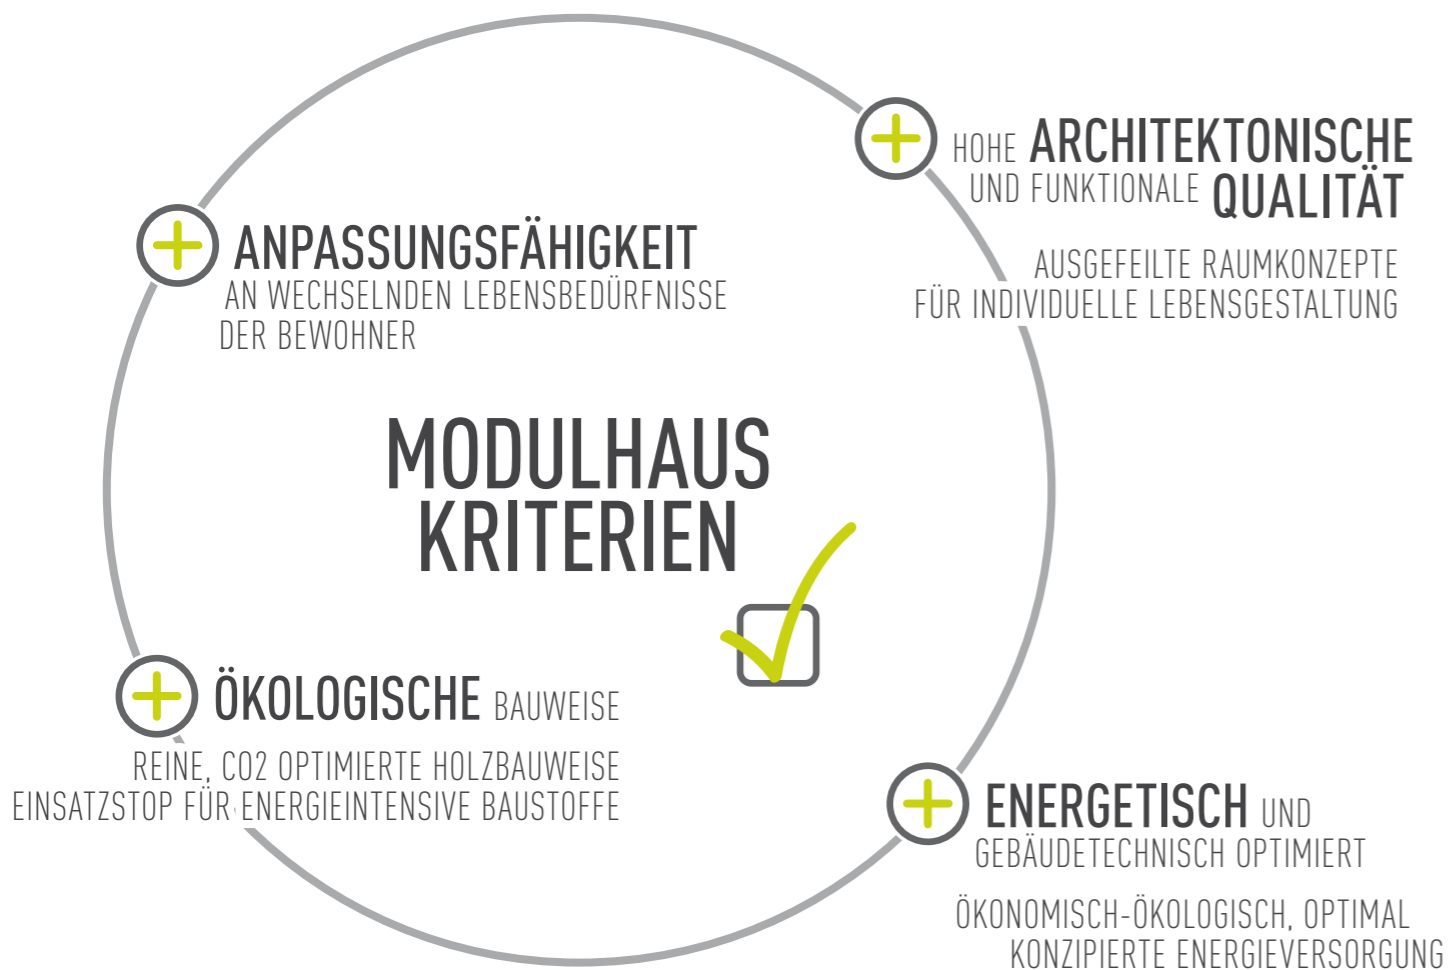 HOHE ARCHITEKTONISCHE
UND FUNKTIONALE QUALITÄT
AUSGEFEILTE RAUMKONZEPTE
FÜR INDIVIDUELLE LEBENSGESTALTUNG
ANPASSUNGSFÄHIGKEIT
AN WECHSELNDEN LEBENSBEDÜRFNISSE
DER BEWOHNER
MODULHAUS
KRITERIEN
ÖKOLOGISCHE BAUWEISE
REINE, CO2 OPTIMIERTE HOLZBAUWEISE
EINSATZSTOP FÜR ENERGIEINTENSIVE BAUSTOFFE
ENERGETISCH UND
GEBÄUDETECHNISCH OPTIMIERT
ÖKONOMISCH-ÖKOLOGISCH, OPTIMAL
KONZIPIERTE ENERGIEVERSORGUNG